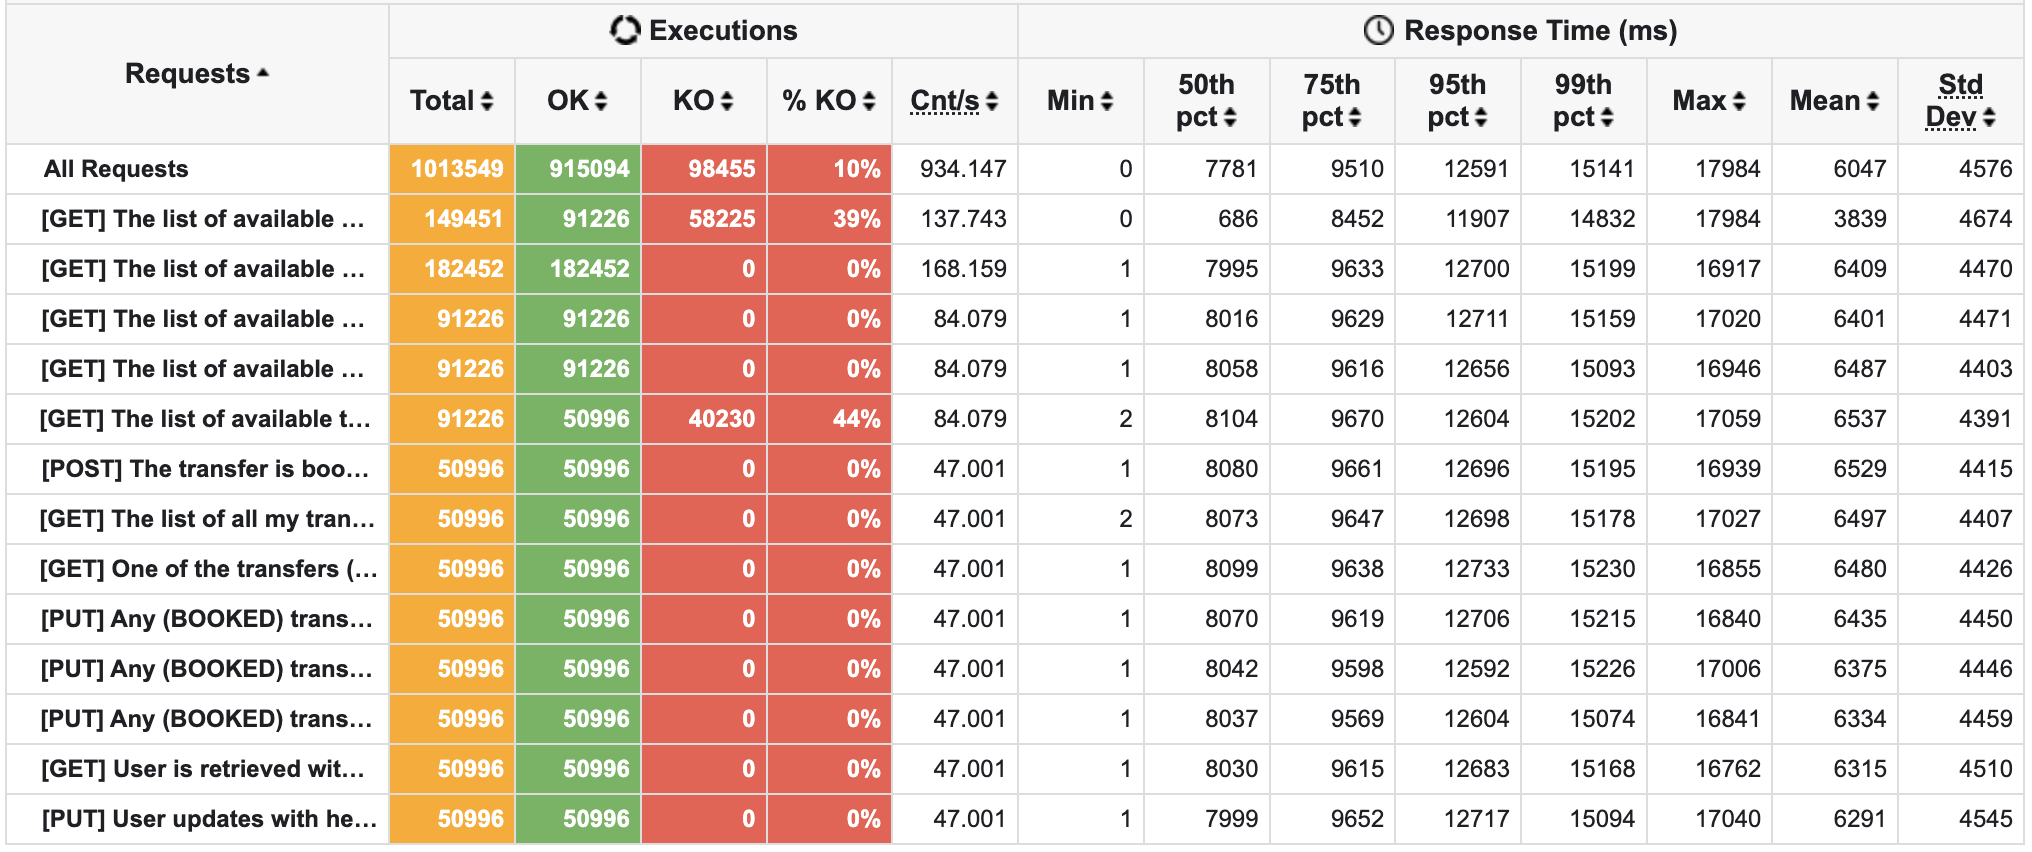 Requests Executions Response Time (ms)
Total OK KO % KO Cnt/s Min 50th pct 75th pct 95th pct 99th pct Max Mean Std Dev
All Requests 1013549 915094 98455 10% 934.147 0 7781 9510 12591 15141 17984 6047 4576
[GET] The list of available ... 149451 91226 58225 39% 137.743 0 686 8452 11907 14832 17984 3839 4674
[GET] The list of available ... 182452 182452 0 0% 168.159 1 7995 9633 12700 15199 16917 6409 4470
[GET] The list of available ... 91226 91226 0 0% 84.079 1 8016 9629 12711 15159 17020 6401 4471
[GET] The list of available ... 91226 91226 0 0% 84.079 1 8058 9616 12656 15093 16946 6487 4403
[GET] The list of available t... 91226 50996 40230 44% 84.079 2 8104 9670 12604 15202 17059 6537 4391
[POST] The transfer is boo... 50996 50996 0 0% 47.001 1 8080 9661 12696 15195 16939 6529 4415
[GET] The list of all my tran... 50996 50996 0 0% 47.001 2 8073 9647 12698 15178 17027 6497 4407
[GET] One of the transfers (... 50996 50996 0 0% 47.001 1 8099 9638 12733 15230 16855 6480 4426
[PUT] Any (BOOKED) trans... 50996 50996 0 0% 47.001 1 8070 9619 12706 15215 16840 6435 4450
[PUT] Any (BOOKED) trans... 50996 50996 0 0% 47.001 1 8042 9598 12592 15226 17006 6375 4446
[PUT] Any (BOOKED) trans... 50996 50996 0 0% 47.001 1 8037 9569 12604 15074 16841 6334 4459
[GET] User is retrieved wit... 50996 50996 0 0% 47.001 1 8030 9615 12683 15168 16762 6315 4510
[PUT] User updates with he... 50996 50996 0 0% 47.001 1 7999 9652 12717 15094 17040 6291 4545